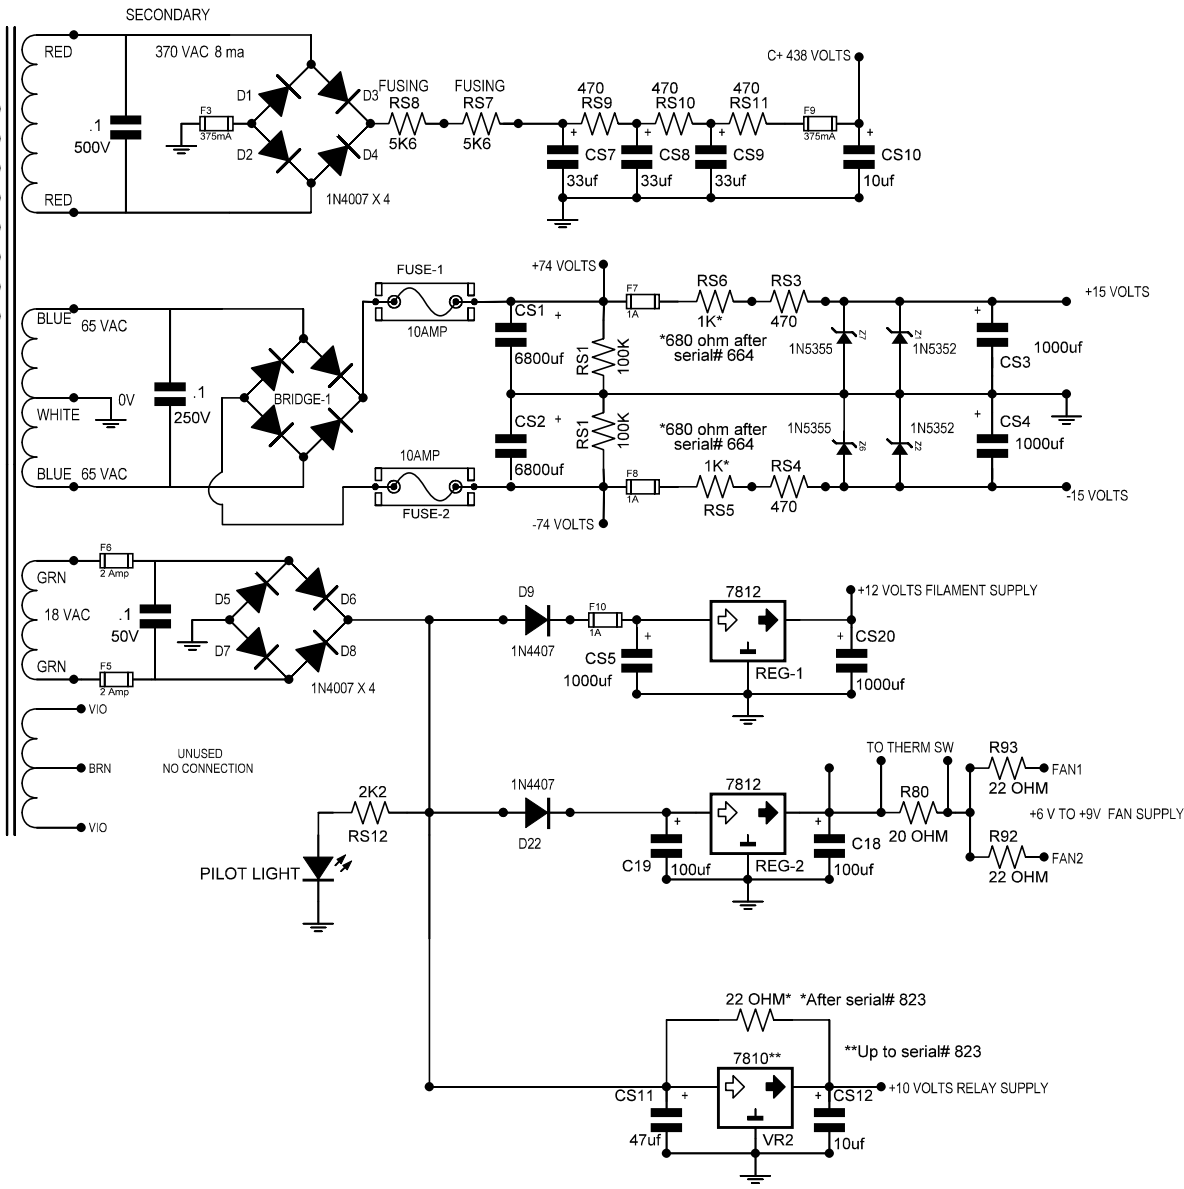 SECONDARY
RED
370 VAC 8 ma
.1
500V
RED
F3
375mA
D1
D3
D2
D4
1N4007 X 4
FUSING
RS8
5K6
FUSING
RS7
5K6
470
RS9
470
RS10
470
RS11
F9
375mA
C+ 438 VOLTS
+
CS7
33uf
+
CS8
33uf
+
CS9
33uf
+
CS10
10uf
BLUE 65 VAC
0V
WHITE
BLUE 65 VAC
.1
250V
BRIDGE-1
FUSE-1
10AMP
10AMP
FUSE-2
+74 VOLTS
CS1
+
6800uf
CS2
+
6800uf
RS1
100K
RS1
100K
-74 VOLTS
F7
1A
RS6
1K*
*680 ohm after
serial# 664
RS3
470
1N5355
Z7
Z1
1N5352
+
1000uf
CS3
+15 VOLTS
*680 ohm after
serial# 664
F8
1A
1K*
RS5
RS4
470
1N5355
Z6
1N5352
Z2
+
CS4
1000uf
-15 VOLTS
F6
2 Amp
GRN
18 VAC
GRN
F5
2 Amp
.1
50V
D5
D6
D7
D8
1N4007 X 4
D9
1N4407
F10
1A
+
CS5
1000uf
7812
REG-1
+12 VOLTS FILAMENT SUPPLY
+
CS20
1000uf
VIO
BRN
VIO
UNUSED
NO CONNECTION
2K2
RS12
PILOT LIGHT
1N4407
D22
+
C19
100uf
7812
REG-2
+
C18
100uf
TO THERM SW
R80
20 OHM
R93
22 OHM
FAN1
+6 V TO +9V FAN SUPPLY
R92
22 OHM
FAN2
22 OHM* *After serial# 823
**Up to serial# 823
7810**
VR2
CS11
+
47uf
+
CS12
10uf
+10 VOLTS RELAY SUPPLY